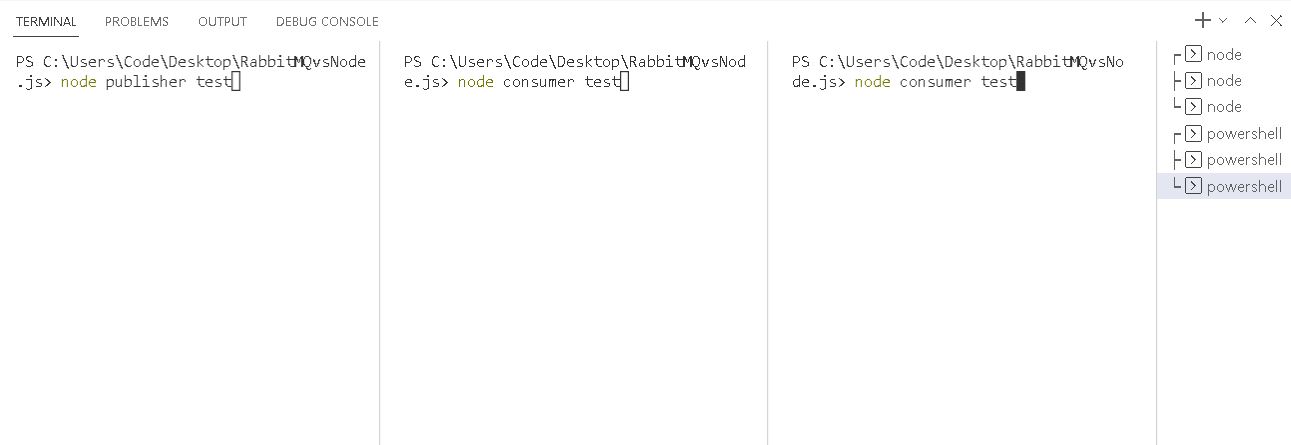 TERMINAL PROBLEMS OUTPUT DEBUG CONSOLE
PS C:\Users\Code\Desktop\RabbitMQvsNode
.js> node publisher test
PS C:\Users\Code\Desktop\RabbitMQvsNod
e.js> node consumer test
PS C:\Users\Code\Desktop\RabbitMQvsNo
de.js> node consumer test
node
node
node
powershell
powershell
powershell